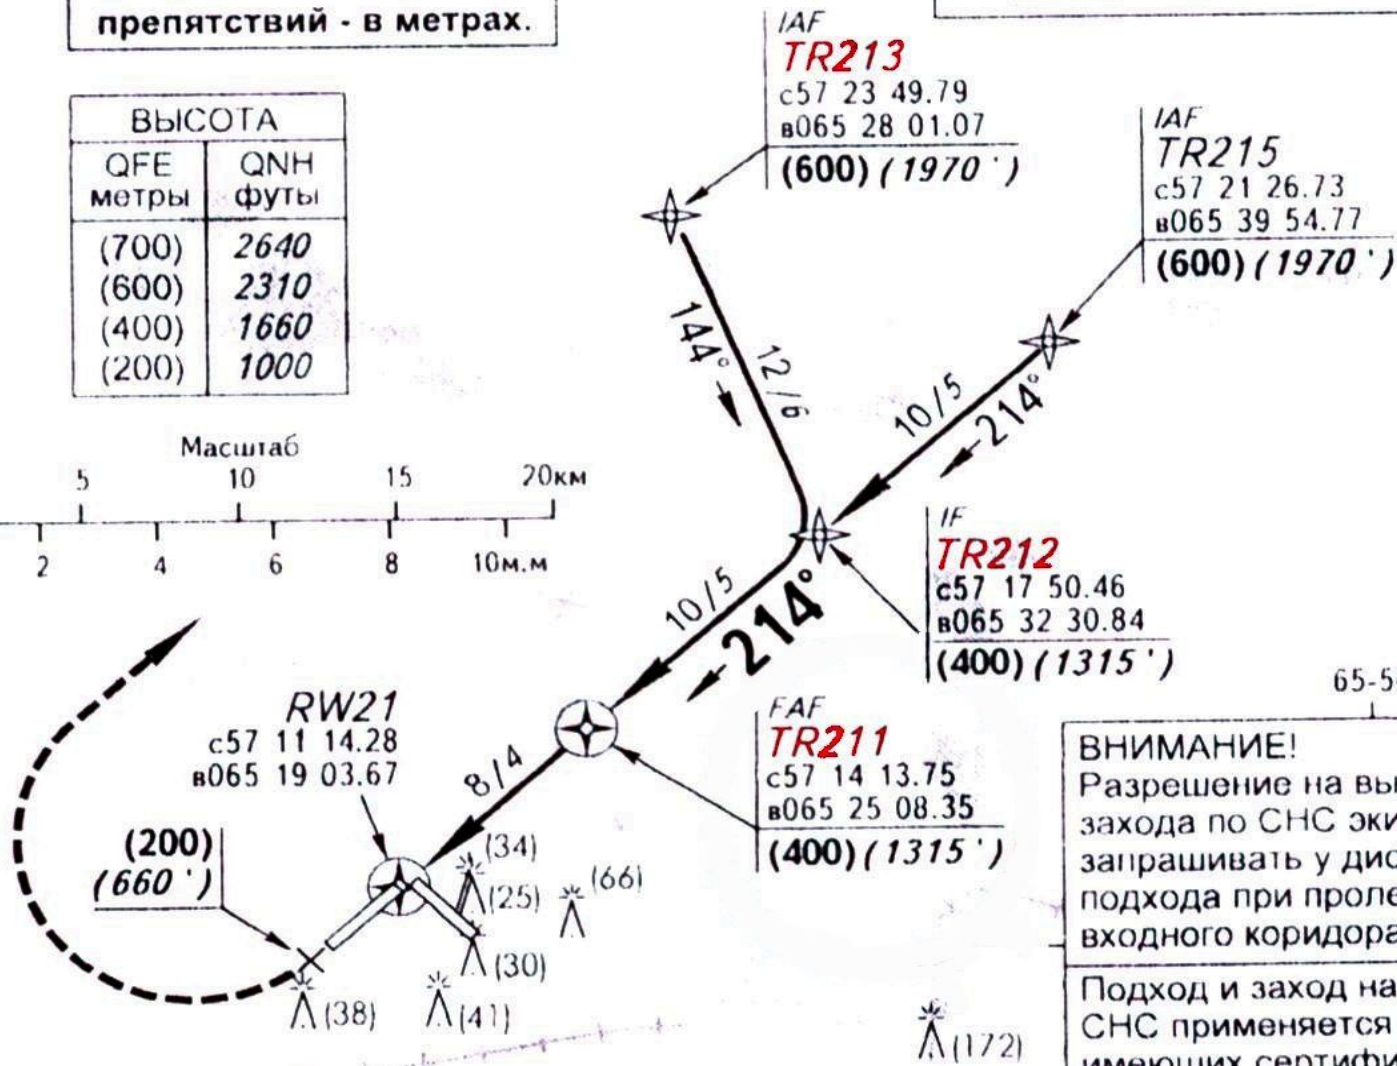 препятствий - в метрах.
ВЫСОТА
QFE QNH
метры футы
(700) 2640
(600) 2310
(400) 1660
(200) 1000
Масштаб
5 10 15 20км
2 4 6 8 10м.м
IAF
TR213
с57 23 49.79
в065 28 01.07
(600) (1970')
IAF
TR215
с57 21 26.73
в065 39 54.77
(600) (1970')
144°
12/6
10/5
214°
IF
TR212
с57 17 50.46
в065 32 30.84
(400) (1315')
10/5
214°
RW21
с57 11 14.28
в065 19 03.67
8/4
FAF
TR211
с57 14 13.75
в065 25 08.35
(400) (1315')
(200)
(660')
(34)
(25)
(66)
(30)
(38)
(41)
(172)
65-5
ВНИМАНИЕ!
Разрешение на
захода по СНС
запрашивать у
подхода при
входного коридора
Подход и заход на
СНС применяется